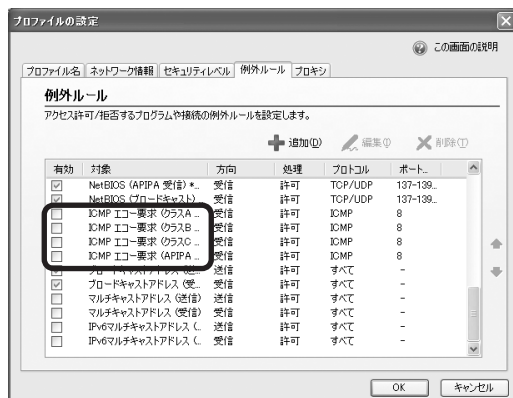 プロファイルの設定
この画面の説明
プロファイル名 ネットワーク情報 セキュリティレベル 例外ルール プロキシ
例外ルール
アクセス許可/拒否するプログラムや接続の例外ルールを設定します。
追加(D) 編集(I) 削除(T)
有効 対象 方向 処理 プロトコル ポート...
NetBIOS (APIPA 受信) *... 受信 許可 TCP/UDP 137-139...
NetBIOS (ブロードキャスト) 受信 許可 TCP/UDP 137-139...
ICMP エコー要求 (クラスA ... 受信 許可 ICMP 8
ICMP エコー要求 (クラスB ... 受信 許可 ICMP 8
ICMP エコー要求 (クラスC ... 受信 許可 ICMP 8
ICMP エコー要求 (APIPA ... 受信 許可 ICMP 8
ブロードキャストアドレス (送... 送信 許可 すべて -
ブロードキャストアドレス (受... 受信 許可 すべて -
マルチキャストアドレス (送信) 送信 許可 すべて -
マルチキャストアドレス (受信) 受信 許可 すべて -
IPv6マルチキャストアドレス (... 送信 許可 すべて -
IPv6マルチキャストアドレス (... 受信 許可 すべて -
OK キャンセル